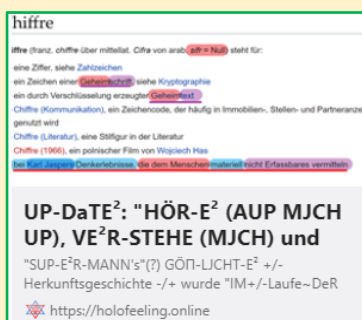 hiffre
iffre (franz. chiffre über mittellat. Cifra von arab. sifr = Null) steht für:
eine Ziffer, siehe Zahlzeichen
ein Zeichen einer Geheimschrift, siehe Kryptographie
ein durch Verschlüsselung erzeugter Geheimtext
Chiffre (Kommunikation), ein Zeichencode, der häufig in Immobilien-, Stellen- und Partneranze
genutzt wird
Chiffre (Literatur), eine Stilfigur in der Literatur
Chiffre (1966), ein polnischer Film von Wojciech Has
bei Karl Jaspers Denkerlebnisse, die dem Menschen materiell nicht Erfassbares vermitteln
UP-DaTE²: "HÖR-E² (AUP MJCH
UP), VE²R-STEHE (MJCH) und
"SUP-E²R-MANN's"(?) GÖΠ-LJCHT-E² +/-
Herkunftsgeschichte -/+ wurde "IM+/-Laufe~DeR
https://holofeeling.online